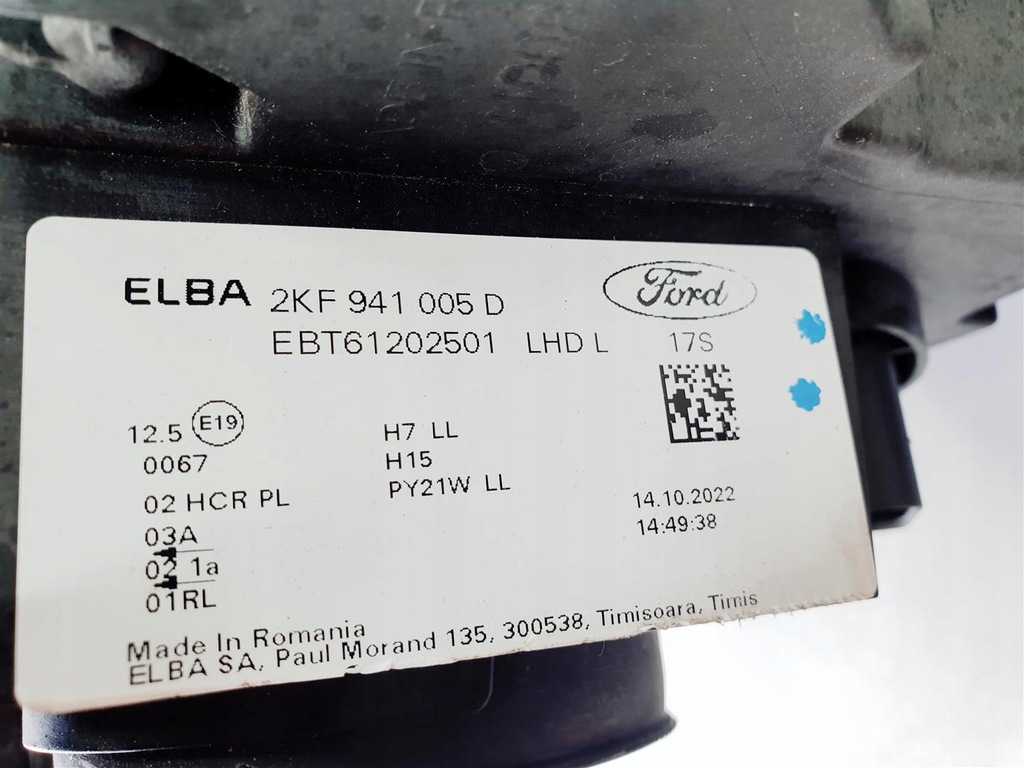 ELBA 2KF 941 005 D Ford
EBT61202501 LHD L 17S
12.5 E19 H7 LL
0067 H15
02 HCR PL PY21W LL
14.10.2022
03A 14:49:38
02 1a
01RL
Made In Romania
ELBA SA, Paul Morand 135, 300538, Timisoara, Timis